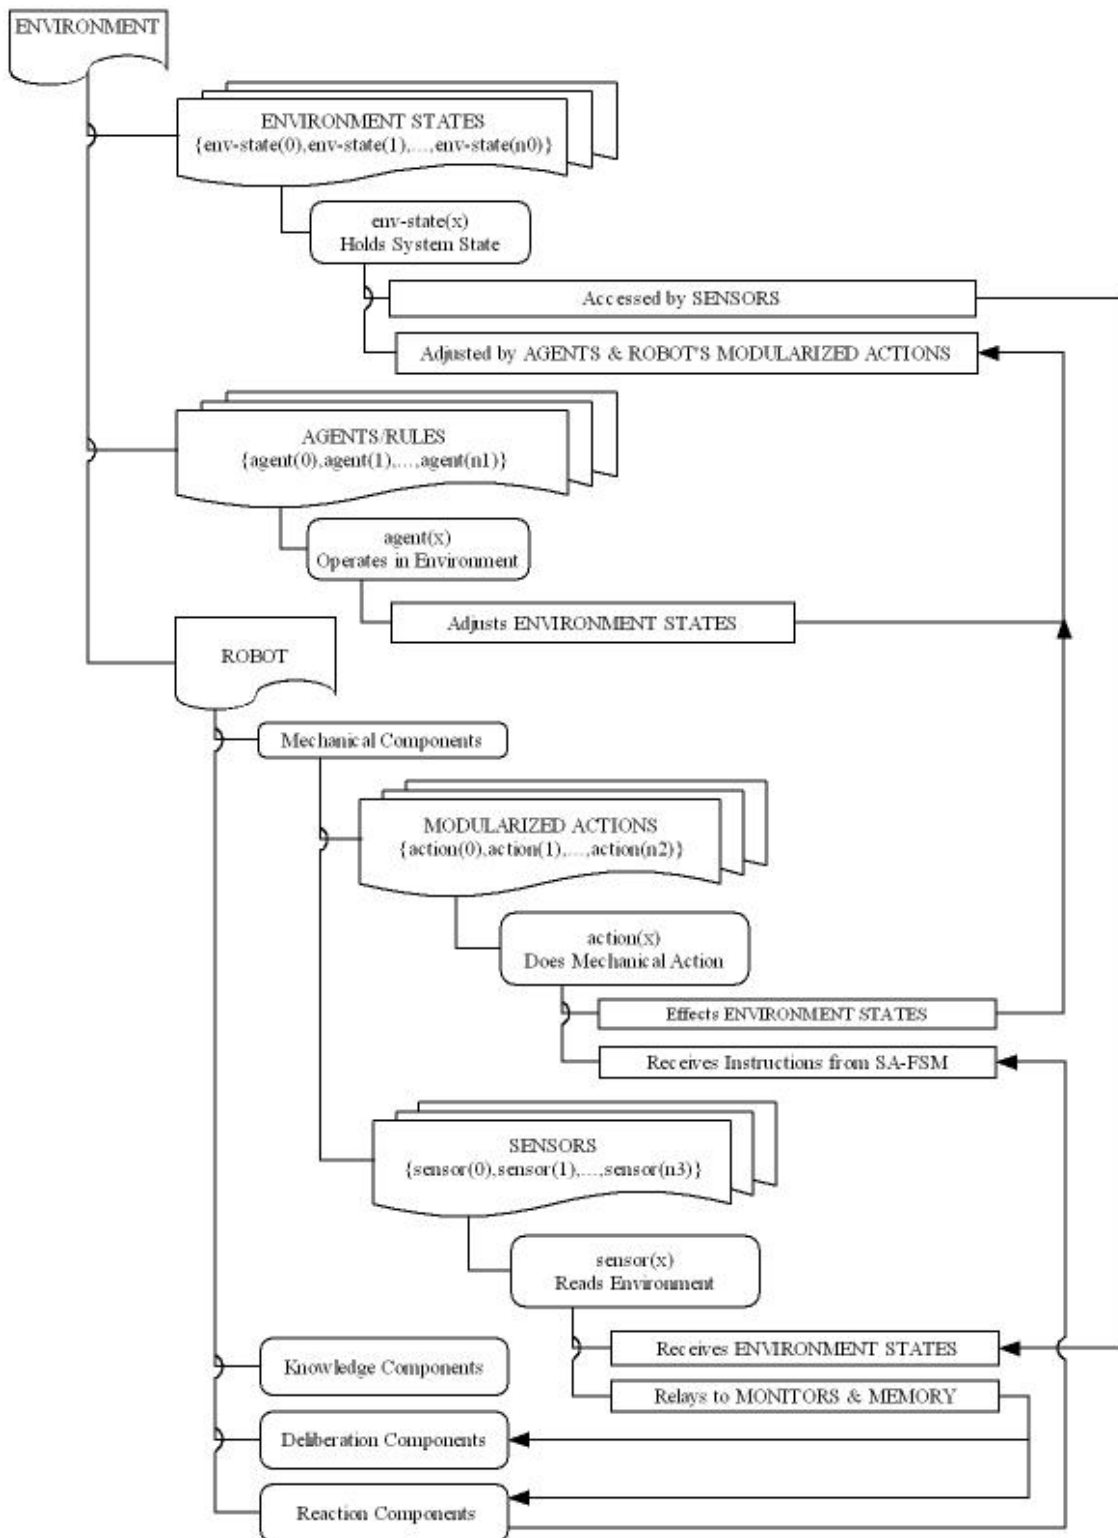 ENVIRONMENT
ENVIRONMENT STATES
{env-state(0),env-state(1),...,env-state(n0)}
env-state(x)
Holds System State
Accessed by SENSORS
Adjusted by AGENTS & ROBOT'S MODULARIZED ACTIONS
AGENTS/RULES
{agent(0),agent(1),...,agent(n1)}
agent(x)
Operates in Environment
Adjusts ENVIRONMENT STATES
ROBOT
Mechanical Components
MODULARIZED ACTIONS
{action(0),action(1),...,action(n2)}
action(x)
Does Mechanical Action
Effects ENVIRONMENT STATES
Receives Instructions from SA-FSM
SENSORS
{sensor(0),sensor(1),...,sensor(n3)}
sensor(x)
Reads Environment
Receives ENVIRONMENT STATES
Relays to MONITORS & MEMORY
Knowledge Components
Deliberation Components
Reaction Components